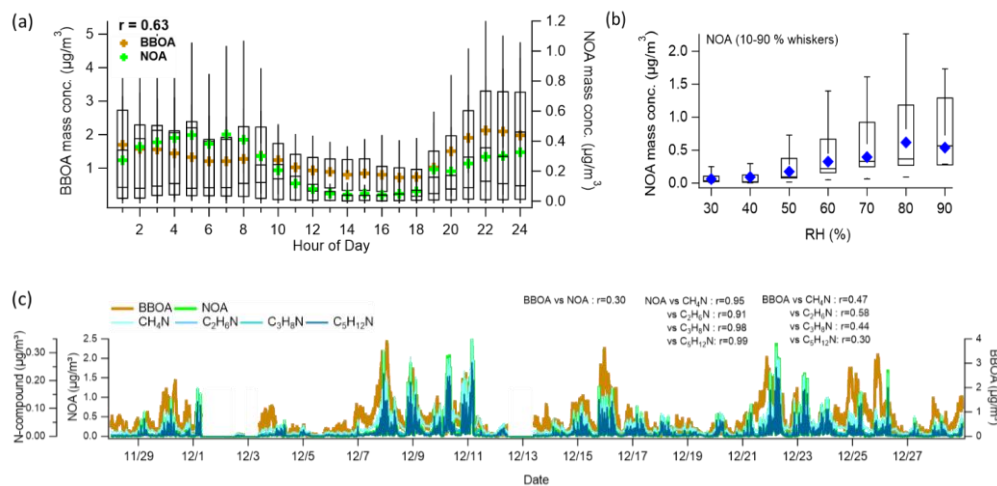 (a)
r = 0.63
BBOA
NOA
BBOA mass conc. (µg/m³)
5
4
3
2
1
NOA mass conc. (µg/m³)
1.2
1.0
0.8
0.6
0.4
0.2
0.0
2 4 6 8 10 12 14 16 18 20 22 24
Hour of Day
(b)
NOA (10-90 % whiskers)
NOA mass conc. (µg/m³)
2.0
1.5
1.0
0.5
0.0
30 40 50 60 70 80 90
RH (%)
(c)
BBOA NOA
CH₄N C₂H₆N C₃H₈N C₅H₁₂N
BBOA vs NOA : r=0.30
NOA vs CH₄N : r=0.95
vs C₂H₆N : r=0.91
vs C₃H₈N : r=0.98
vs C₅H₁₂N: r=0.99
BBOA vs CH₄N : r=0.47
vs C₂H₆N : r=0.58
vs C₃H₈N : r=0.44
vs C₅H₁₂N: r=0.30
N-compound (µg/m³)
0.30
0.20
0.10
0.00
NOA (µg/m³)
2.5
2.0
1.5
1.0
0.5
0.0
BBOA (µg/m³)
4
3
2
1
0
11/29 12/1 12/3 12/5 12/7 12/9 12/11 12/13 12/15 12/17 12/19 12/21 12/23 12/25 12/27
Date